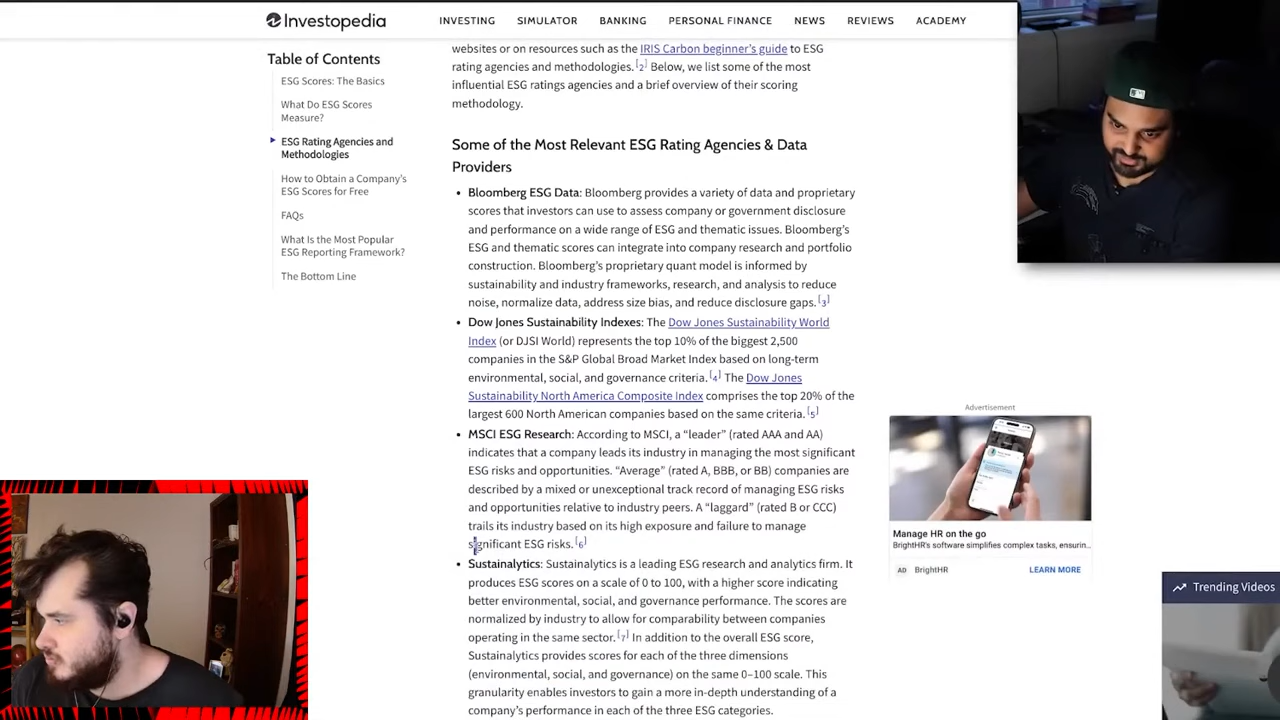 Investopedia
INVESTING
SIMULATOR
BANKING
PERSONAL FINANCE
NEWS
REVIEWS
ACADEMY
Table of Contents
ESG Scores: The Basics
What Do ESG Scores
Measure?
ESG Rating Agencies and
Methodologies
How to Obtain a Company's
ESG Scores for Free
FAQs
What Is the Most Popular
ESG Reporting Framework?
The Bottom Line
websites or on resources such as the IRIS Carbon beginner's guide to ESG
rating agencies and methodologies.[2] Below, we list some of the most
influential ESG ratings agencies and a brief overview of their scoring
methodology.
Some of the Most Relevant ESG Rating Agencies & Data
Providers
• Bloomberg ESG Data: Bloomberg provides a variety of data and proprietary
scores that investors can use to assess company or government disclosure
and performance on a wide range of ESG and thematic issues. Bloomberg's
ESG and thematic scores can integrate into company research and portfolio
construction. Bloomberg's proprietary quant model is informed by
sustainability and industry frameworks, research, and analysis to reduce
noise, normalize data, address size bias, and reduce disclosure gaps.[3]
• Dow Jones Sustainability Indexes: The Dow Jones Sustainability World
Index (or DJSI World) represents the top 10% of the biggest 2,500
companies in the S&P Global Broad Market Index based on long-term
environmental, social, and governance criteria.[4] The Dow Jones
Sustainability North America Composite Index comprises the top 20% of the
largest 600 North American companies based on the same criteria.[5]
• MSCI ESG Research: According to MSCI, a “leader” (rated AAA and AA)
indicates that a company leads its industry in managing the most significant
ESG risks and opportunities. “Average” (rated A, BBB, or BB) companies are
described by a mixed or unexceptional track record of managing ESG risks
and opportunities relative to industry peers. A “laggard” (rated B or CCC)
trails its industry based on its high exposure and failure to manage
significant ESG risks.[6]
• Sustainalytics: Sustainalytics is a leading ESG research and analytics firm. It
produces ESG scores on a scale of 0 to 100, with a higher score indicating
better environmental, social, and governance performance. The scores are
normalized by industry to allow for comparability between companies
operating in the same sector.[7] In addition to the overall ESG score,
Sustainalytics provides scores for each of the three dimensions
(environmental, social, and governance) on the same 0–100 scale. This
granularity enables investors to gain a more in-depth understanding of a
company's performance in each of the three ESG categories.
Advertisement
Manage HR on the go
BrightHR's software simplifies complex tasks, ensurin...
AD BrightHR
LEARN MORE
Trending Videos